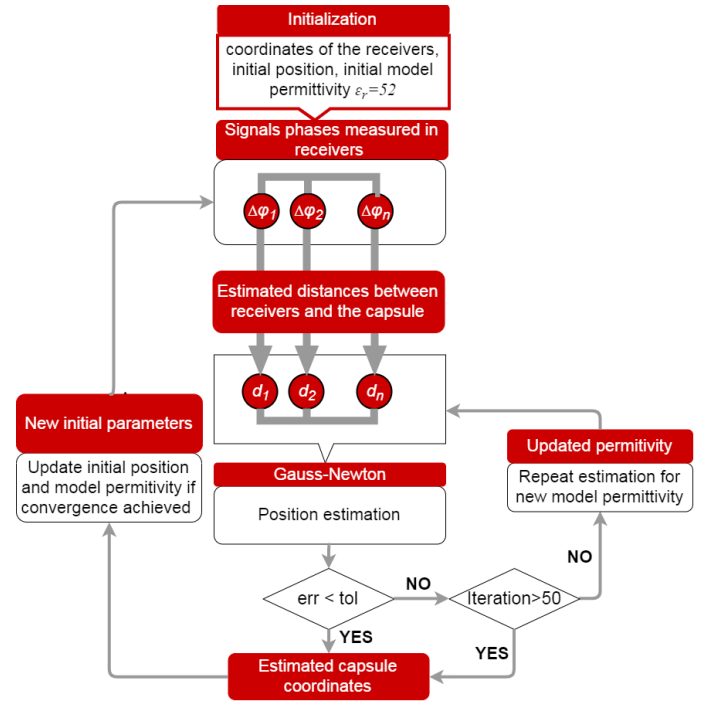 Initialization
coordinates of the receivers,
initial position, initial model
permittivity εr=52
Signals phases measured in
receivers
Δφ1 Δφ2 Δφn
Estimated distances between
receivers and the capsule
d1 d2 dn
New initial parameters
Update initial position
and model permitivity if
convergence achieved
Updated permitivity
Repeat estimation for
new model permittivity
Gauss-Newton
Position estimation
err < tol
NO
Iteration>50
NO
YES
YES
Estimated capsule
coordinates